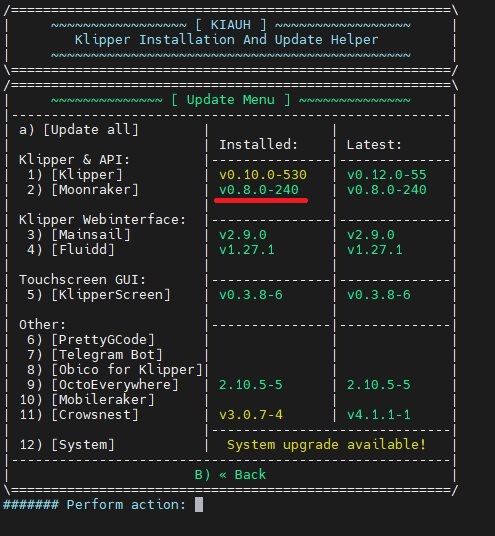 /=======================================================\
|     ~~~~~~~~~~~~~~~~~ [ KIAUH ] ~~~~~~~~~~~~~~~~~     |
|        Klipper Installation And Update Helper         |
|     ~~~~~~~~~~~~~~~~~~~~~~~~~~~~~~~~~~~~~~~~~~~~~     |
\=======================================================/
/=======================================================\
|     ~~~~~~~~~~~~~~ [ Update Menu ] ~~~~~~~~~~~~~~     |
|-------------------------------------------------------|
| a) [Update all]        |               |              |
|                        | Installed:    | Latest:      |
| Klipper & API:         |---------------|--------------|
|  1) [Klipper]          | v0.10.0-530   | v0.12.0-55   |
|  2) [Moonraker]        | v0.8.0-240    | v0.8.0-240   |
|                        |               |              |
| Klipper Webinterface:  |---------------|--------------|
|  3) [Mainsail]         | v2.9.0        | v2.9.0       |
|  4) [Fluidd]           | v1.27.1       | v1.27.1      |
|                        |               |              |
| Touchscreen GUI:       |---------------|--------------|
|  5) [KlipperScreen]    | v0.3.8-6      | v0.3.8-6     |
|                        |               |              |
| Other:                 |---------------|--------------|
|  6) [PrettyGCode]      |               |              |
|  7) [Telegram Bot]     |               |              |
|  8) [Obico for Klipper]|               |              |
|  9) [OctoEverywhere]   | 2.10.5-5      | 2.10.5-5     |
| 10) [Mobileraker]      |               |              |
| 11) [Crowsnest]        | v3.0.7-4      | v4.1.1-1     |
|                        |------------------------------|
| 12) [System]           |  System upgrade available!   |
|-------------------------------------------------------|
|                       B) « Back                       |
\=======================================================/
####### Perform action: